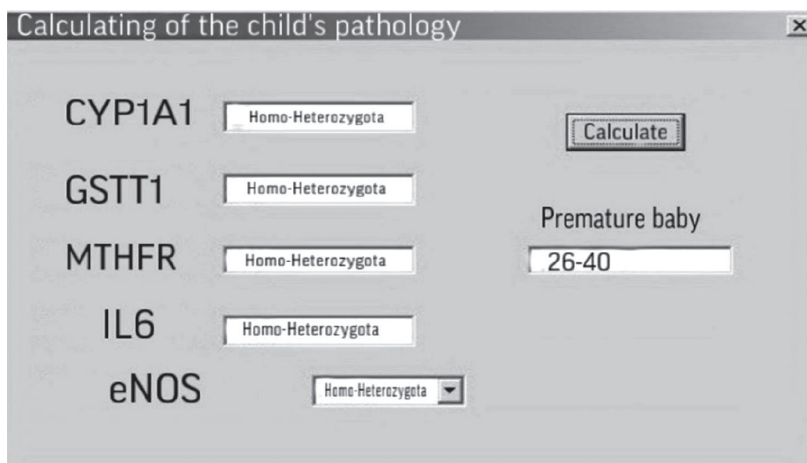 Calculating of the child's pathology
CYP1A1 Homo-Heterozygota
Calculate
GSTT1 Homo-Heterozygota
Premature baby
MTHFR Homo-Heterozygota
26-40
IL6 Homo-Heterozygota
eNOS Homo-Heterozygota